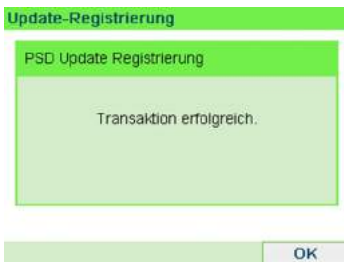 Update-Registrierung
PSD Update Registrierung
Transaktion erfolgreich.
OK